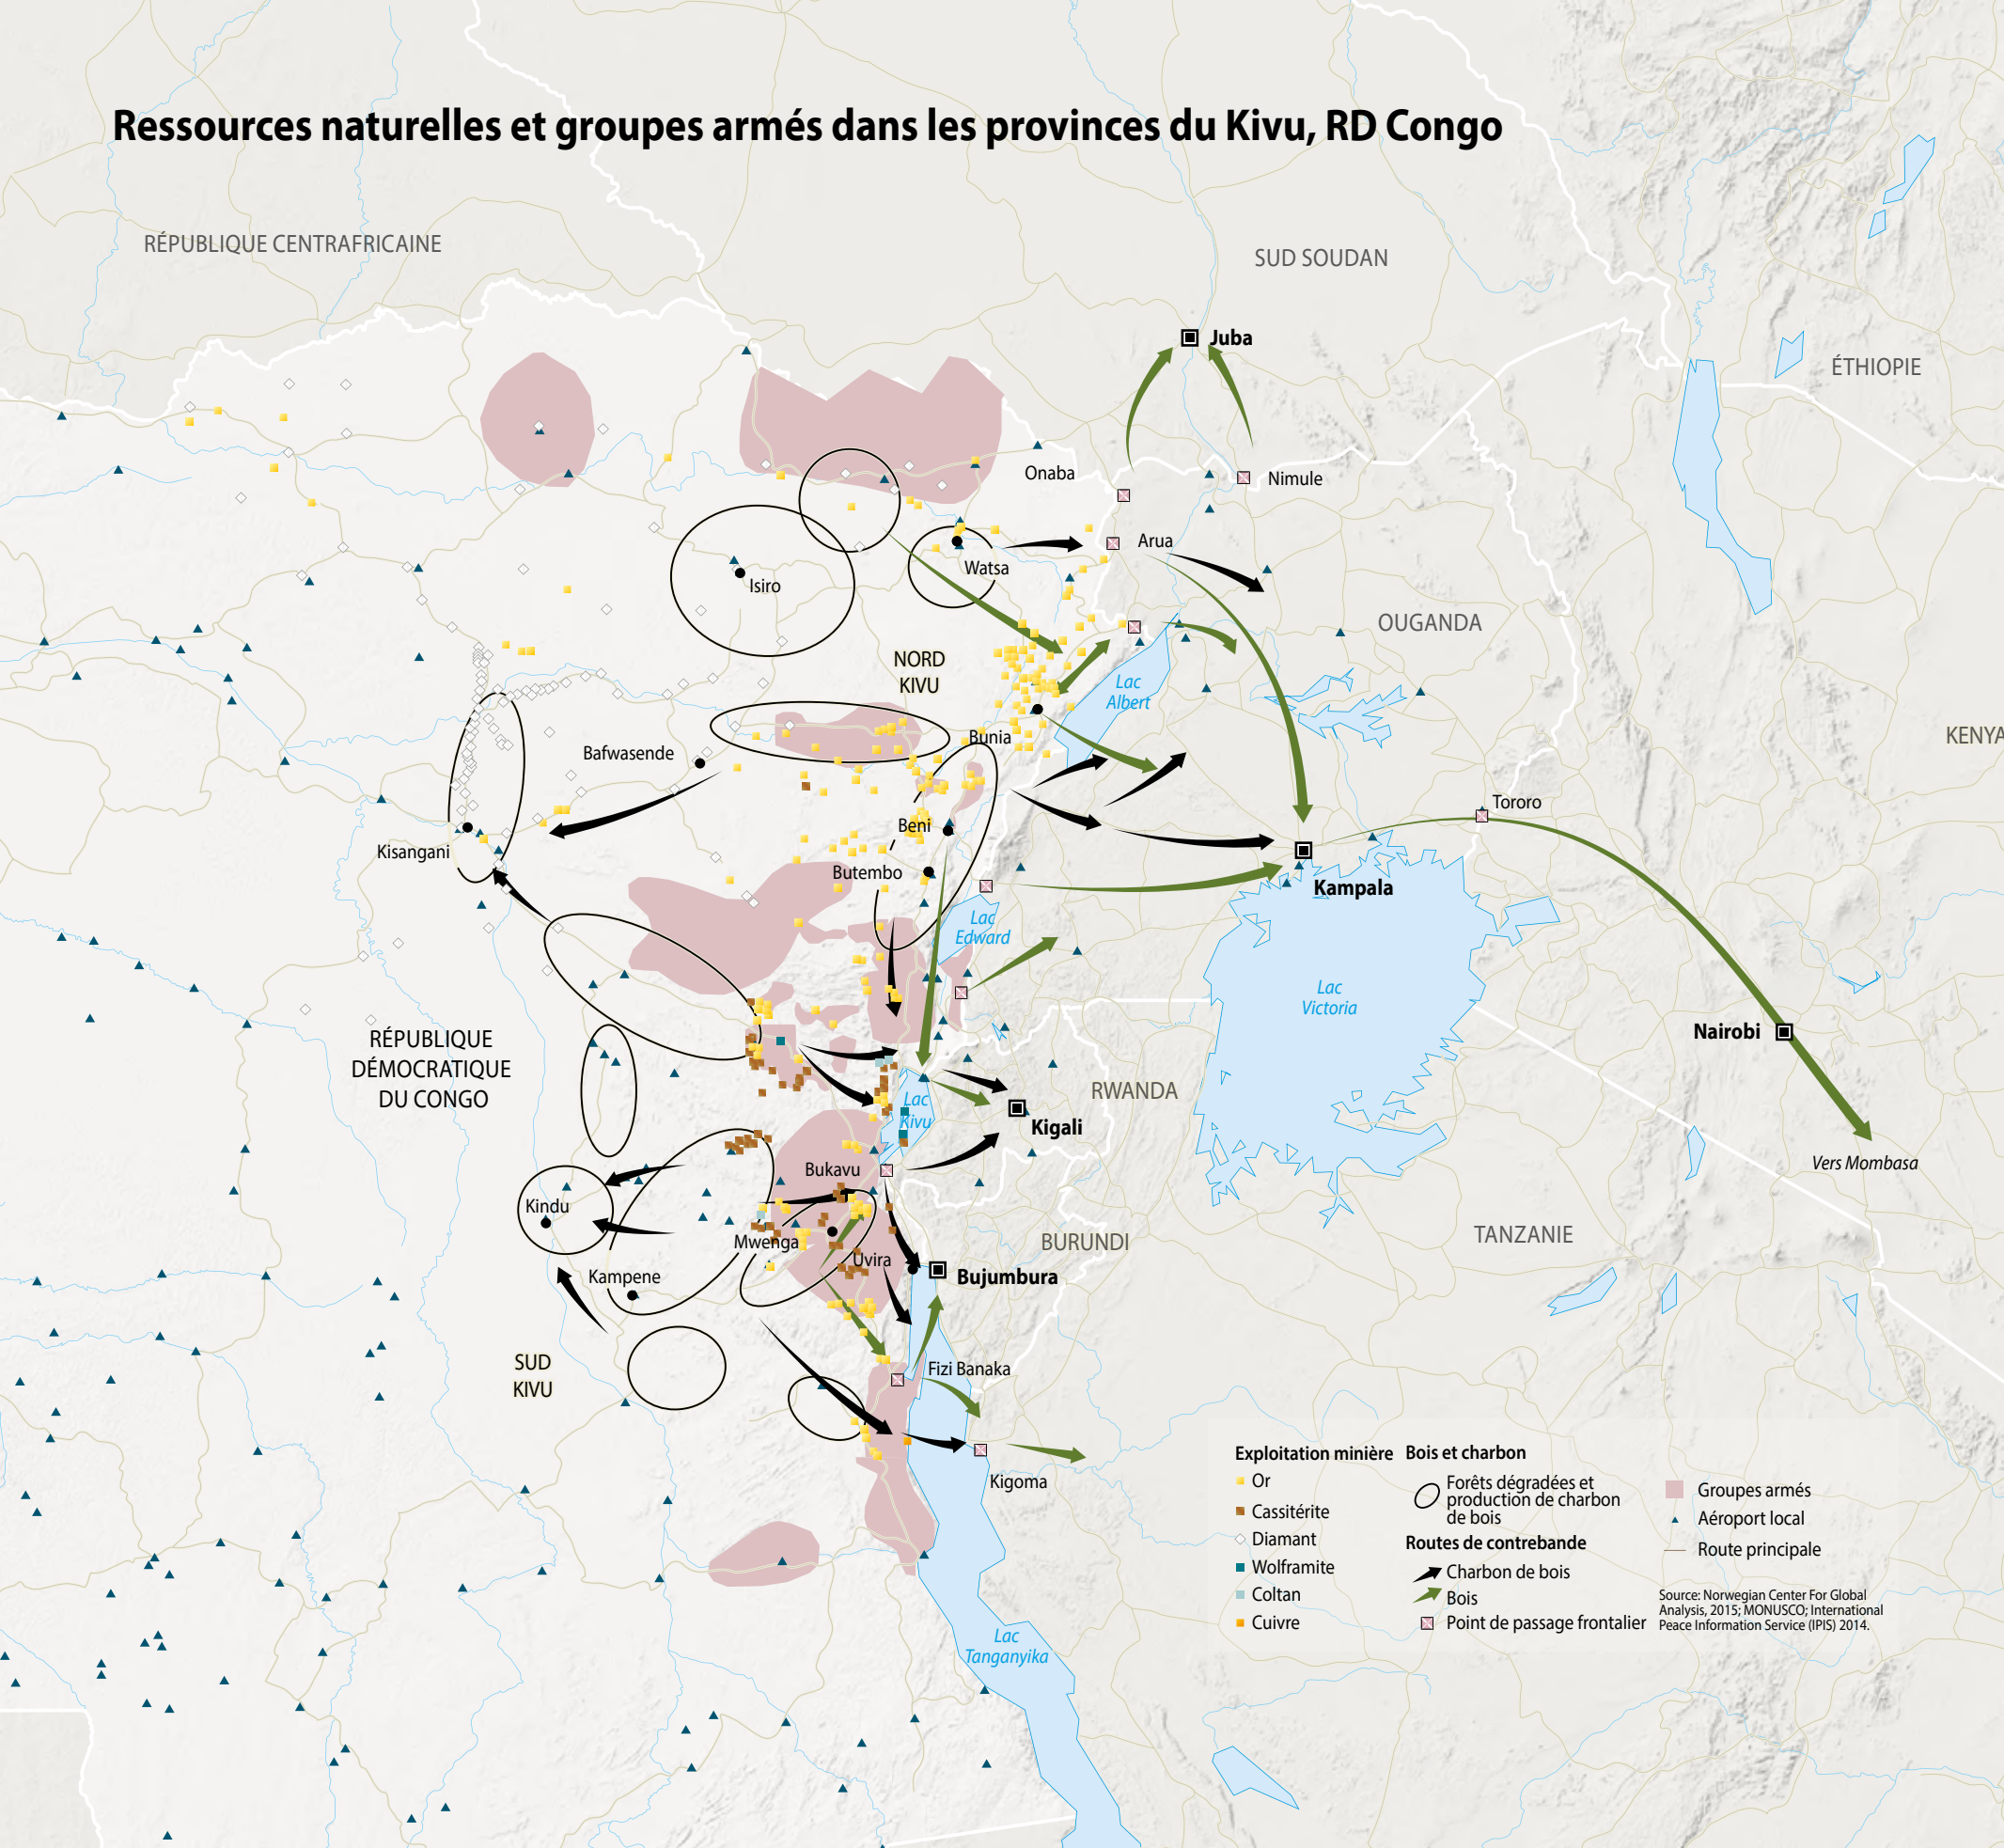 Ressources naturelles et groupes armés dans les provinces du Kivu, RD Congo
RÉPUBLIQUE CENTRAFRICAINE
SUD SOUDAN
Juba
ÉTHIOPIE
Onaba
Nimule
Arua
Watsa
Isiro
OUGANDA
NORD
KIVU
Lac
Albert
Bunia
KENYA
Bafwasende
Tororo
Beni
Kisangani
Butembo
Kampala
Lac
Edward
Lac
Victoria
Nairobi
RÉPUBLIQUE
DÉMOCRATIQUE
DU CONGO
RWANDA
Lac
Kivu
Kigali
Vers Mombasa
Bukavu
Kindu
Mwenga
BURUNDI
TANZANIE
Uvira
Kampene
Bujumbura
SUD
KIVU
Fizi Banaka
Kigoma
Lac
Tanganyika
Exploitation minière
Or
Cassitérite
Diamant
Wolframite
Coltan
Cuivre
Bois et charbon
Forêts dégradées et
production de charbon
de bois
Routes de contrebande
Charbon de bois
Bois
Point de passage frontalier
Groupes armés
Aéroport local
Route principale
Source: Norwegian Center For Global
Analysis, 2015; MONUSCO; International
Peace Information Service (IPIS) 2014.